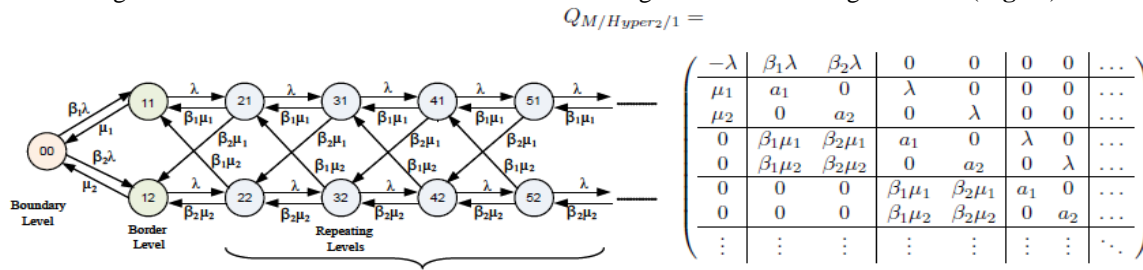 Q_{M/Hyper_2/1} =
λ λ λ λ λ
11 21 31 41 51
β₁λ μ₁ β₁μ₁ β₁μ₁ β₁μ₁ β₁μ₁ β₁μ₁
β₂μ₁ β₂μ₁ β₂μ₁ β₂μ₁
00
β₂λ β₁μ₂ β₁μ₂ β₁μ₂ β₁μ₂
μ₂ λ λ λ λ λ
12 22 32 42 52
β₂μ₂ β₂μ₂ β₂μ₂ β₂μ₂ β₂μ₂
Boundary
Level
Border
Level
Repeating
Levels
−λ β₁λ β₂λ 0 0 0 0 …
μ₁ a₁ 0 λ 0 0 0 …
μ₂ 0 a₂ 0 λ 0 0 …
0 β₁μ₁ β₂μ₁ a₁ 0 λ 0 …
0 β₁μ₂ β₂μ₂ 0 a₂ 0 λ …
0 0 0 β₁μ₁ β₂μ₁ a₁ 0 …
0 0 0 β₁μ₂ β₂μ₂ 0 a₂ …
⋮ ⋮ ⋮ ⋮ ⋮ ⋮ ⋮ ⋱